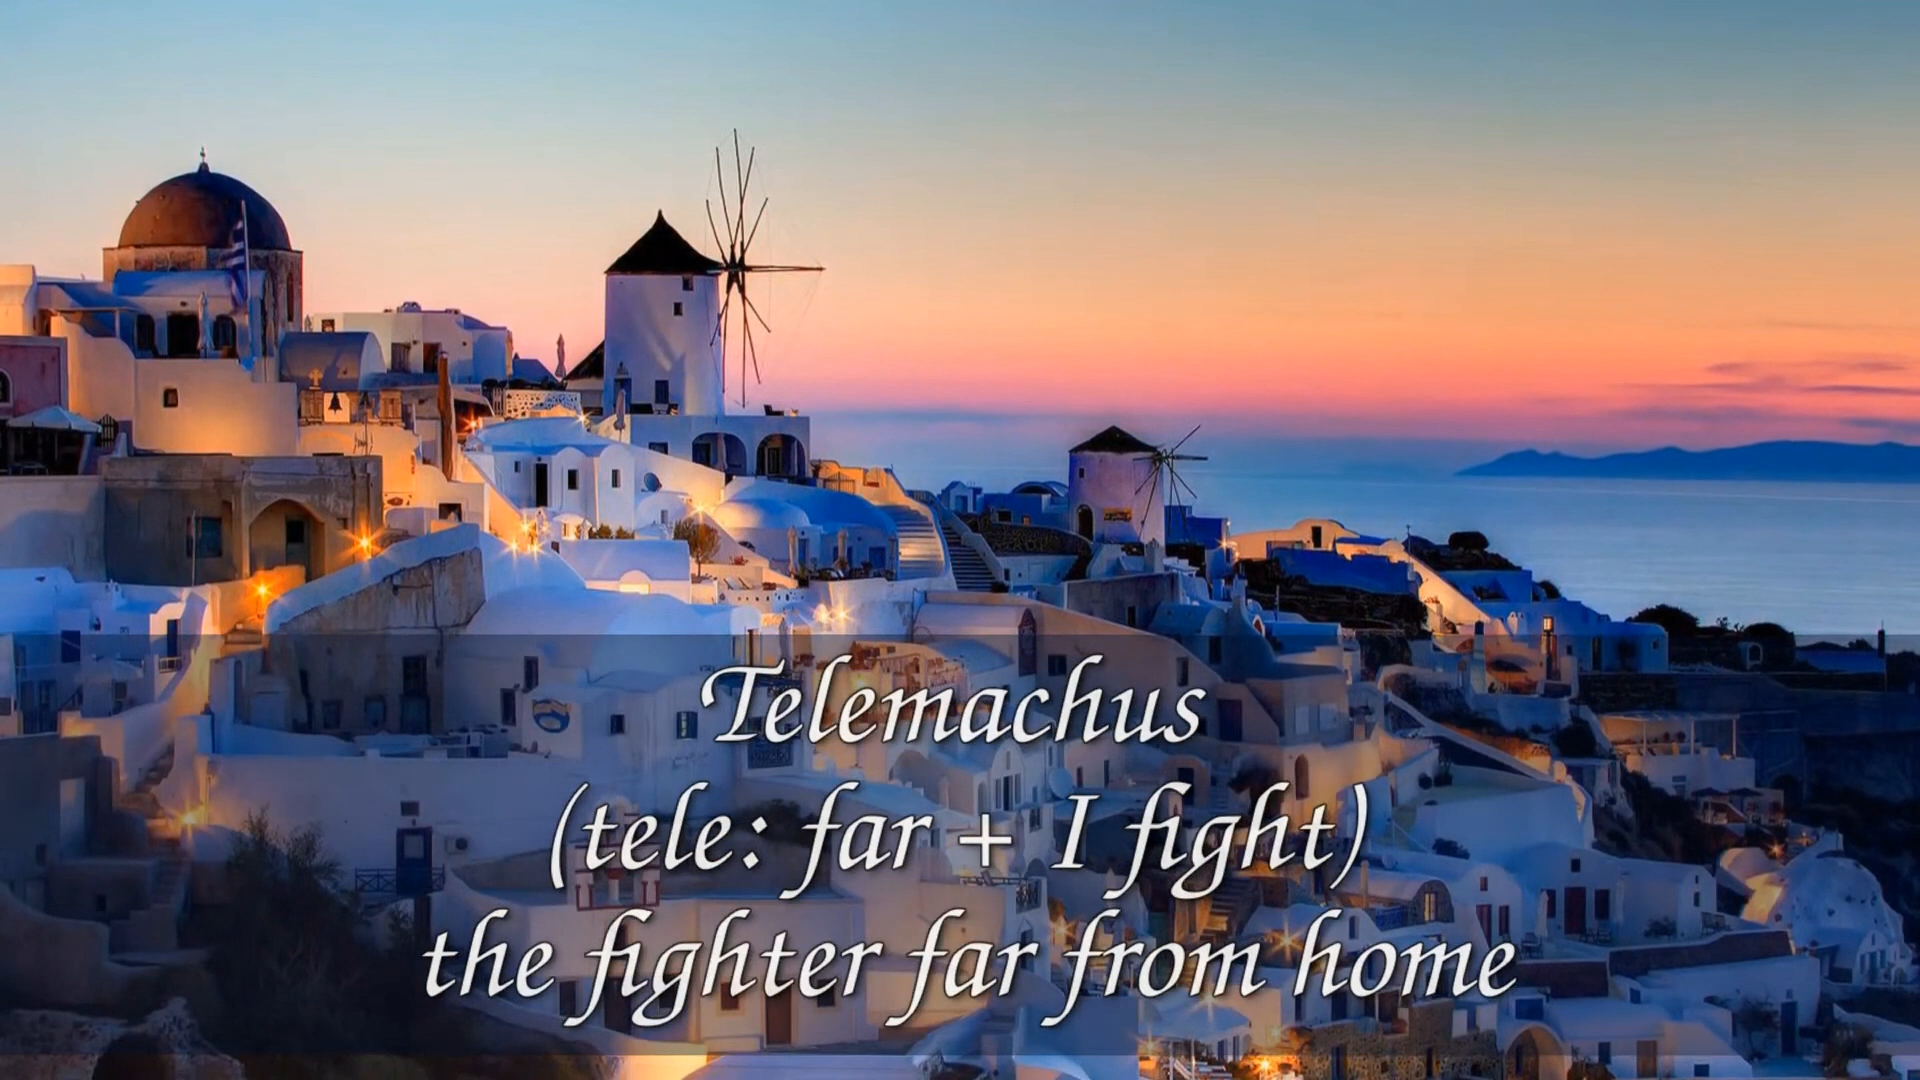 Telemachus
(tele: far + I fight)
the fighter far from home